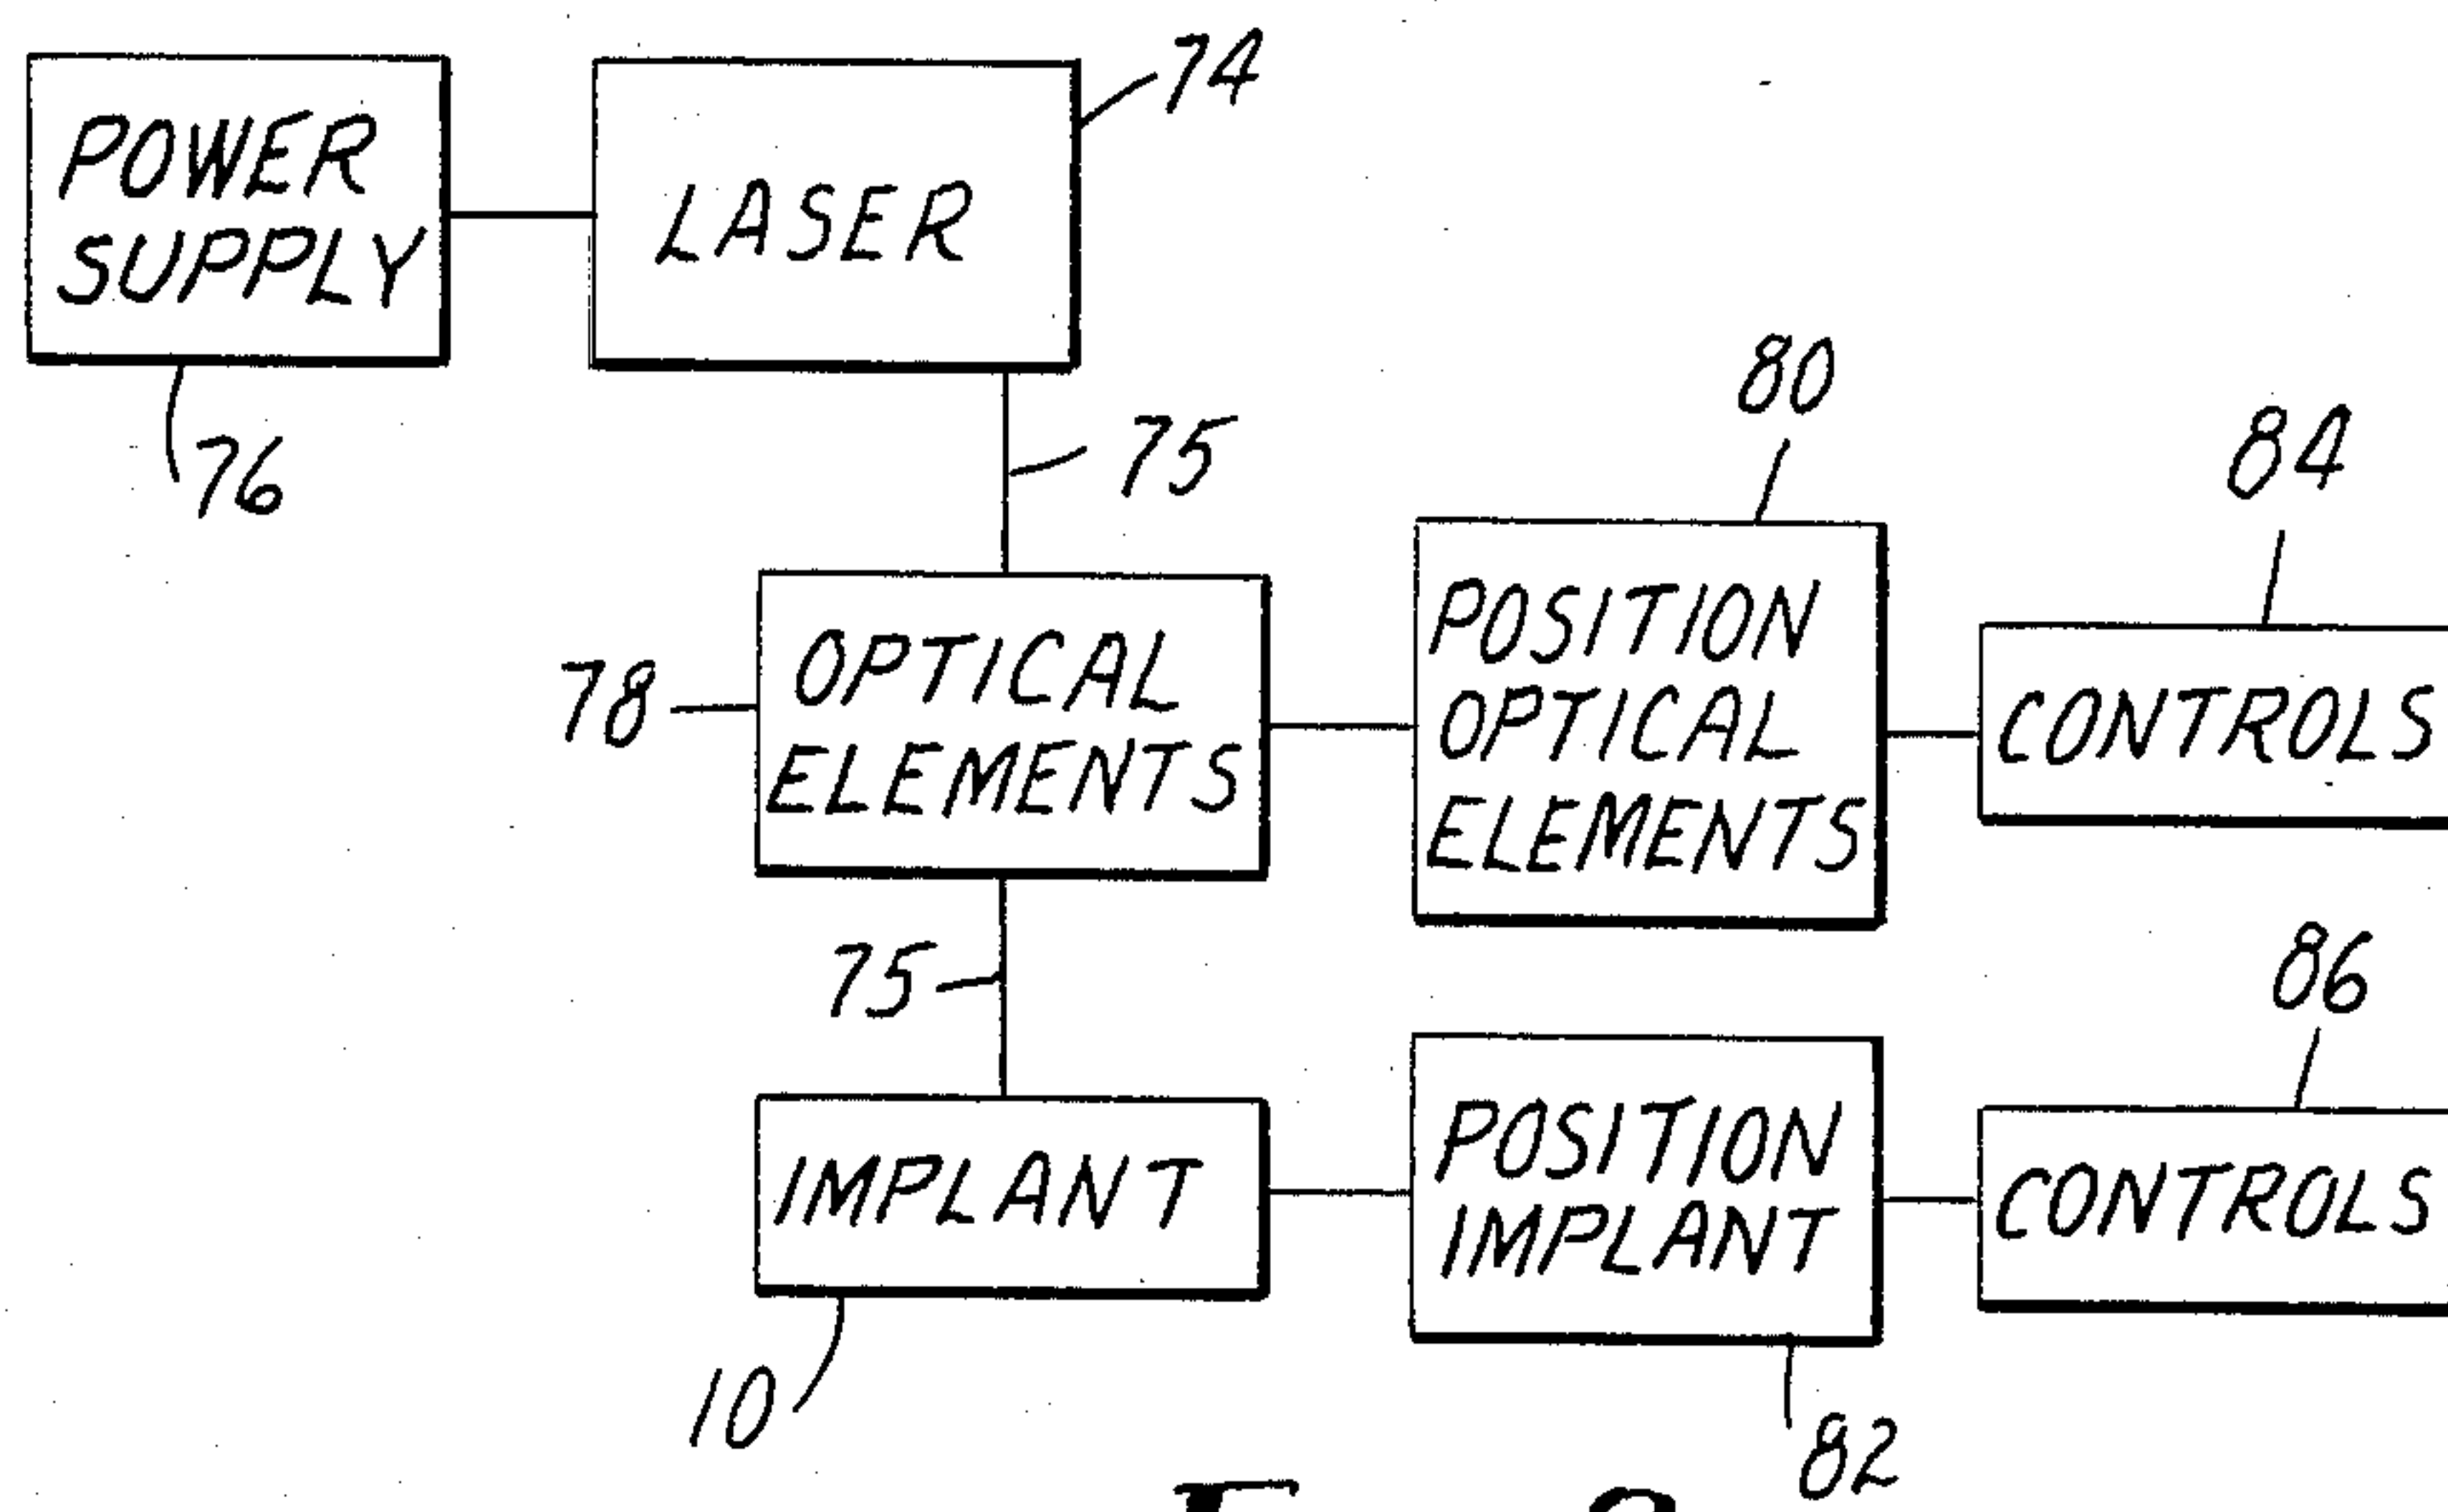 POWER
SUPPLY
76
LASER
74
75
OPTICAL
ELEMENTS
78
POSITION
OPTICAL
ELEMENTS
80
CONTROLS
84
75
IMPLANT
10
POSITION
IMPLANT
82
CONTROLS
86